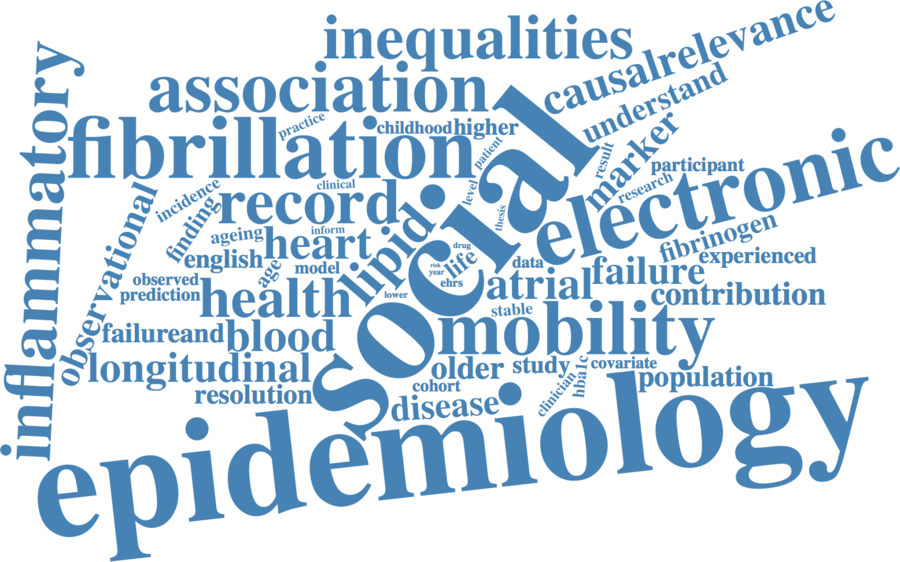 inequalities
causalrelevance
association
understand
inflammatory
fibrillation
practice
childhood
higher
social
marker
patient
result
participant
electronic
research
level
clinical
incidence
record
thesis
observational
finding
ageing
inform
heart
lipid
fibrinogen
english
age
model
drug
life
risk
year
ehrs
data
failure
experienced
observed
prediction
health
lower
atrial
contribution
stable
failureand
blood
mobility
longitudinal
older
study
covariate
resolution
cohort
clinician
hba1c
population
disease
epidemiology